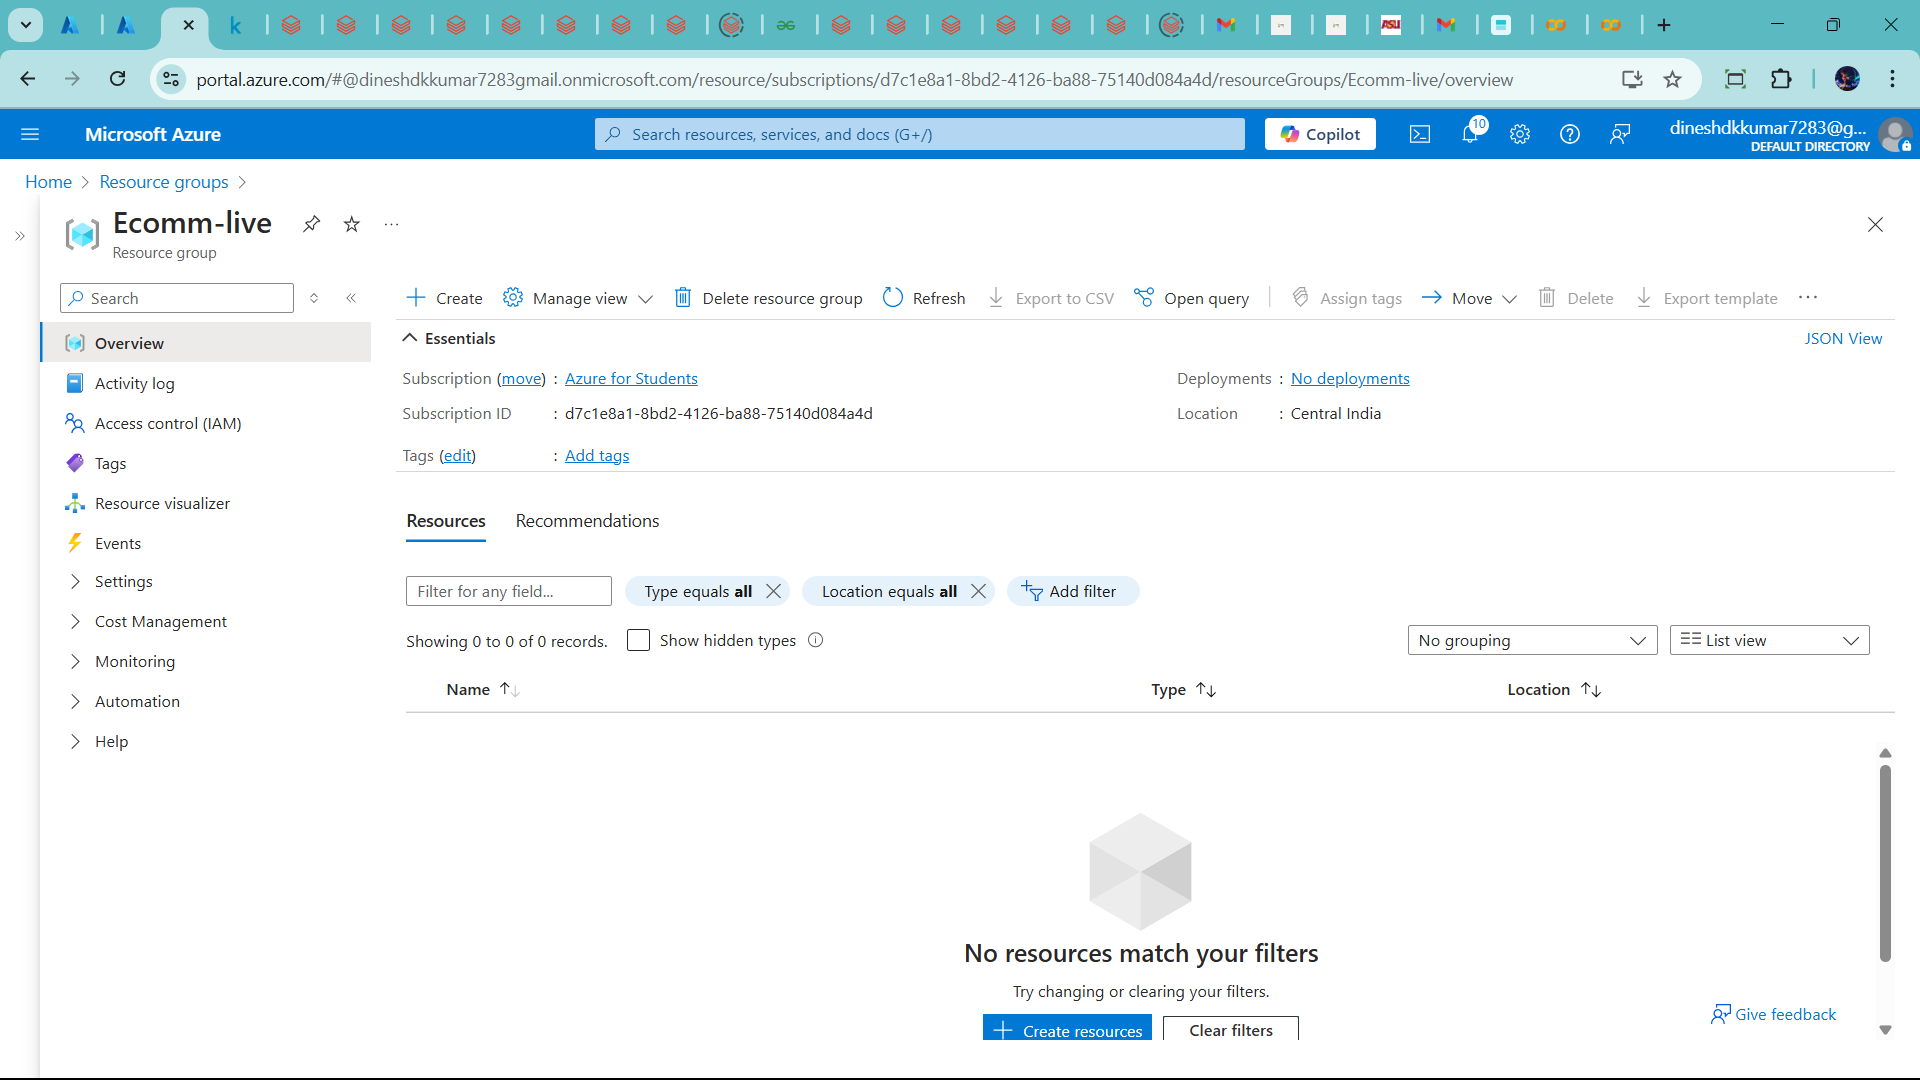 portal.azure.com/#@dineshdkkumar7283gmail.onmicrosoft.com/resource/subscriptions/d7c1e8a1-8bd2-4126-ba88-75140d084a4d/resourceGroups/Ecomm-live/overview
Microsoft Azure
Search resources, services, and docs (G+/)
Copilot
10
dineshdkkumar7283@g...
DEFAULT DIRECTORY
Home
Resource groups
Ecomm-live
Resource group
Search
Create
Manage view
Delete resource group
Refresh
Export to CSV
Open query
Assign tags
Move
Delete
Export template
Overview
Activity log
Access control (IAM)
Tags
Resource visualizer
Events
Settings
Cost Management
Monitoring
Automation
Help
Essentials
JSON View
Subscription (move) : Azure for Students
Subscription ID : d7c1e8a1-8bd2-4126-ba88-75140d084a4d
Tags (edit) : Add tags
Deployments : No deployments
Location : Central India
Resources
Recommendations
Filter for any field...
Type equals all
Location equals all
Add filter
Showing 0 to 0 of 0 records.
Show hidden types
No grouping
List view
Name
Type
Location
No resources match your filters
Try changing or clearing your filters.
Create resources
Clear filters
Give feedback
k
ASU